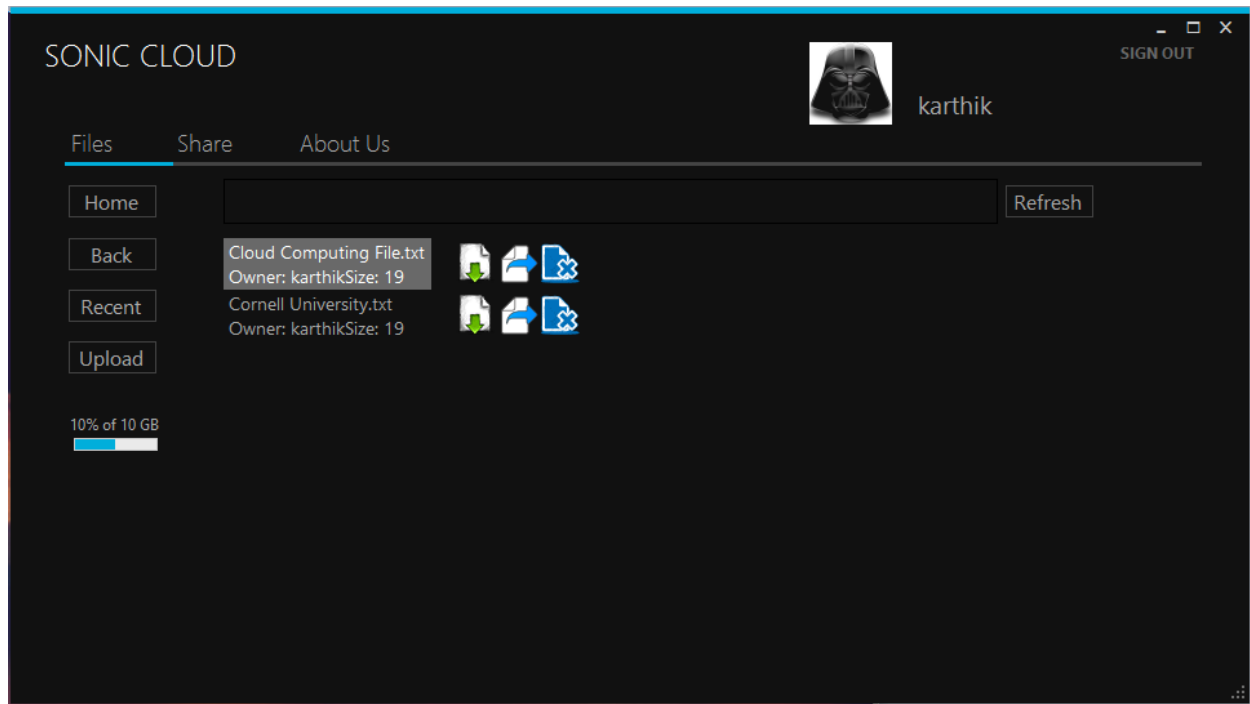 SONIC CLOUD
SIGN OUT
karthik
Files Share About Us
Home
Refresh
Back
Cloud Computing File.txt
Owner: karthikSize: 19
Recent
Cornell University.txt
Owner: karthikSize: 19
Upload
10% of 10 GB